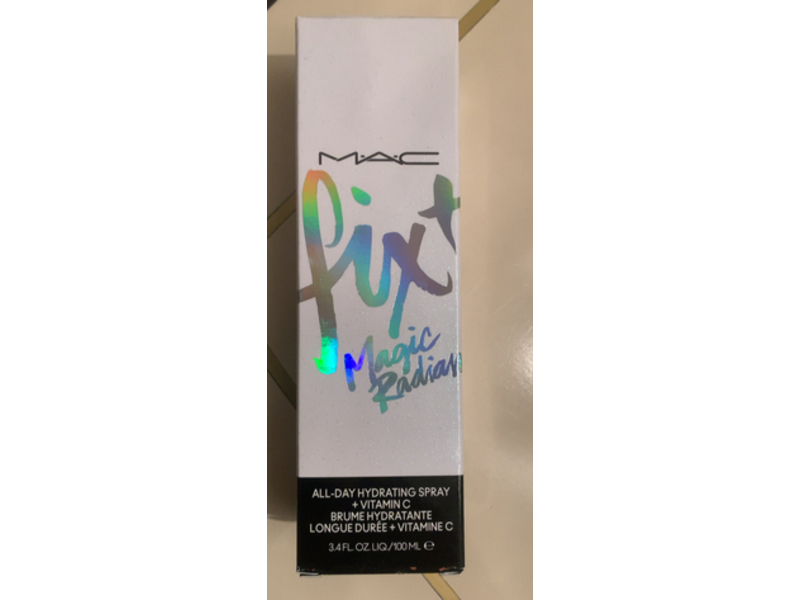 M·A·C
fix+
Magic
Radian
ALL-DAY HYDRATING SPRAY
+ VITAMIN C
BRUME HYDRATANTE
LONGUE DURÉE + VITAMINE C
3.4 FL. OZ. LIQ./100 ML ℮